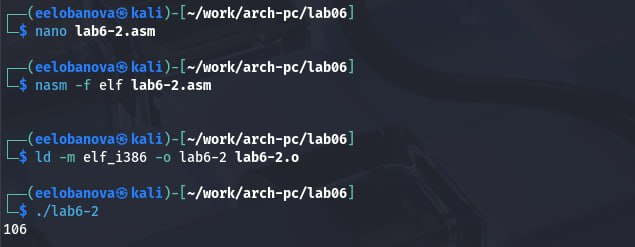 ┌──(eelobanova㉿kali)-[~/work/arch-pc/lab06]
└─$ nano lab6-2.asm
┌──(eelobanova㉿kali)-[~/work/arch-pc/lab06]
└─$ nasm -f elf lab6-2.asm
┌──(eelobanova㉿kali)-[~/work/arch-pc/lab06]
└─$ ld -m elf_i386 -o lab6-2 lab6-2.o
┌──(eelobanova㉿kali)-[~/work/arch-pc/lab06]
└─$ ./lab6-2
106